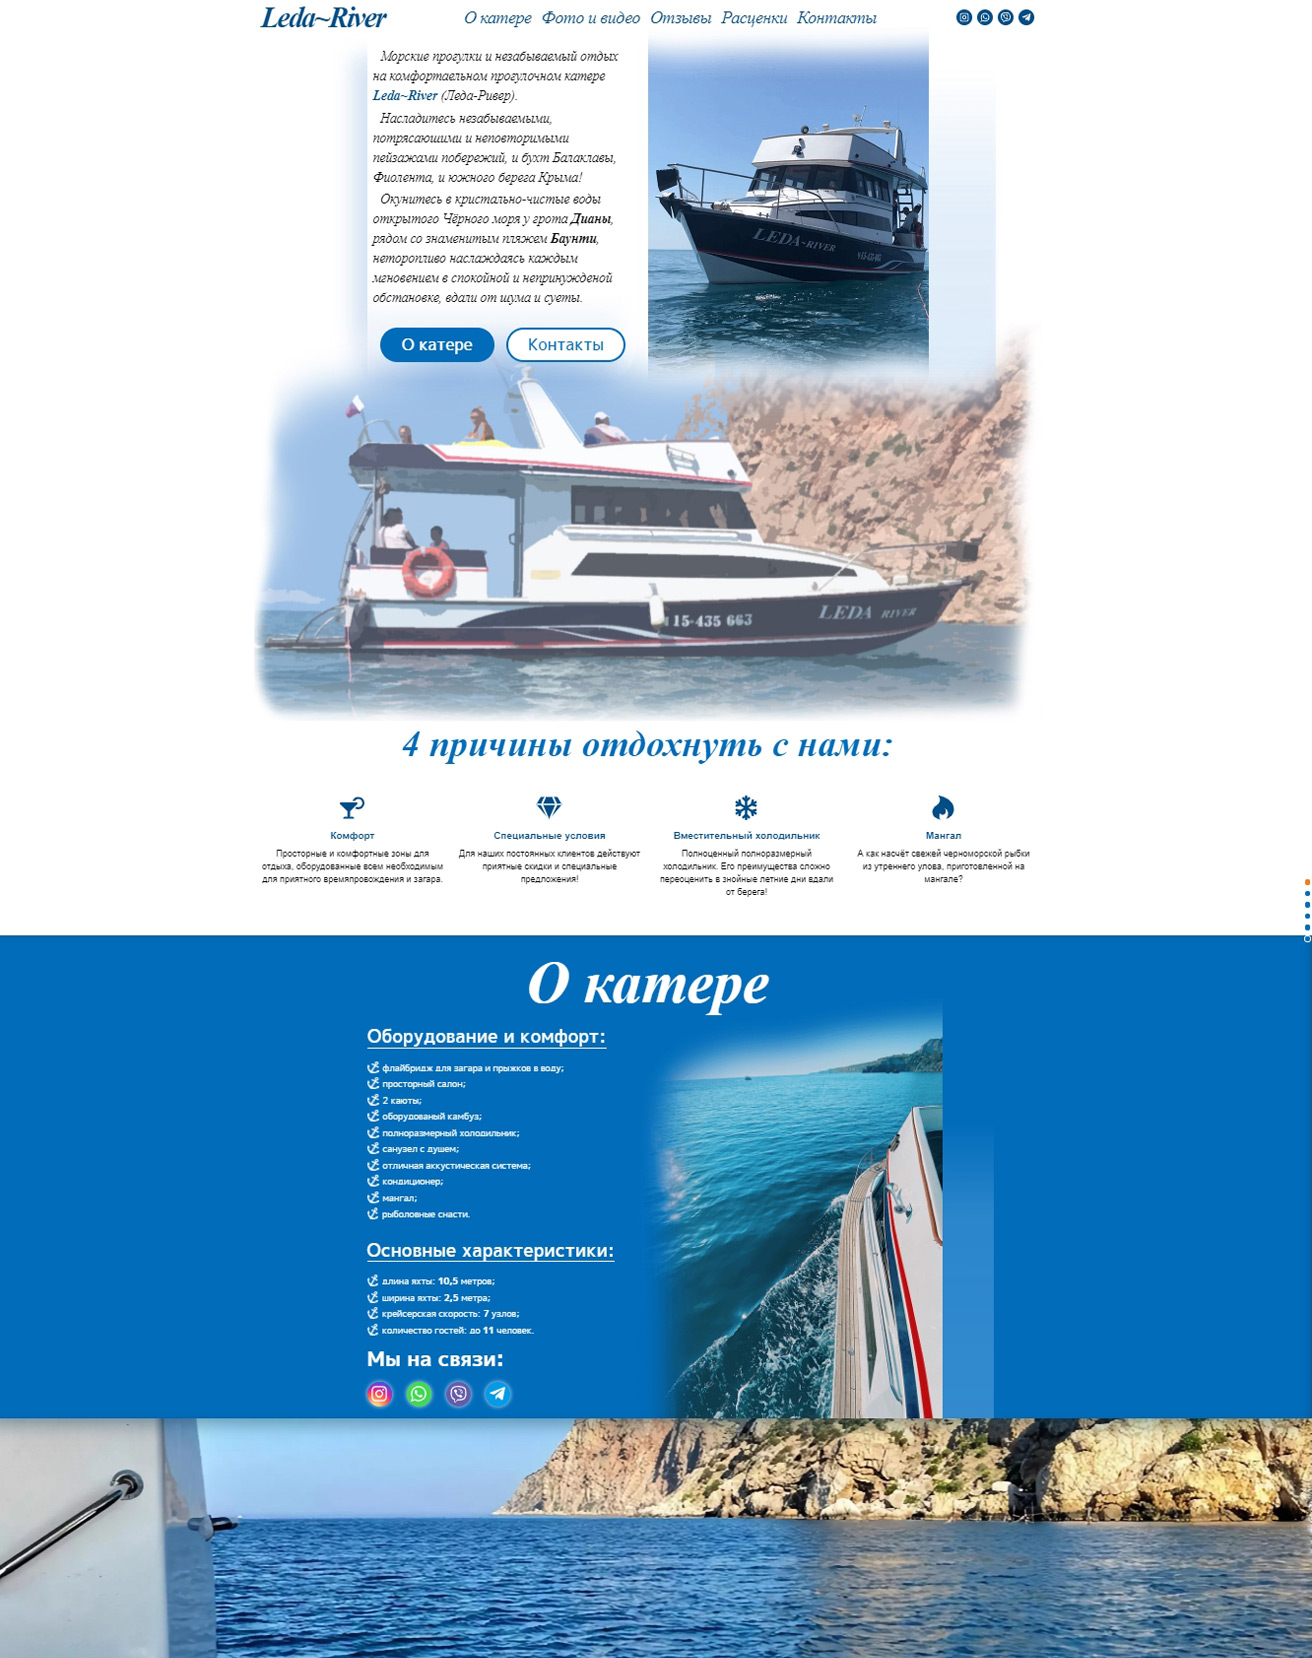 Leda~River
О катере Фото и видео Отзывы Расценки Контакты
Морские прогулки и незабываемый отдых
на комфортаельном прогулочном катере
Leda~River (Леда-Ривер).
Насладитесь незабываемыми,
потрясаюшими и неповторимыми
пейзажами побережий, и бухт Балаклавы,
Фиолента, и южного берега Крыма!
Окунитесь в кристально-чистые воды
открытого Чёрного моря у грота Дианы,
рядом со знаменитым пляжем Баунти,
неторопливо наслаждаясь каждым
мгновением в спокойной и непринужденой
обстановке, вдали от шума и суеты.
LEDA-RIVER
О катере
Контакты
15-435 663
LEDA RIVER
4 причины отдохнуть с нами:
Комфорт
Просторные и комфортные зоны для
отдыха, оборудованные всем необходимым
для приятного времяпровождения и загара.
Специальные условия
Для наших постоянных клиентов действуют
приятные скидки и специальные
предложения!
Вместительный холодильник
Полноценный полноразмерный
холодильник. Его преимущества сложно
переоценить в знойные летние дни вдали
от берега!
Мангал
А как насчёт свежей черноморской рыбки
из утреннего улова, приготовленной на
мангале?
О катере
Оборудование и комфорт:
флайбридж для загара и прыжков в воду;
просторный салон;
2 каюты;
оборудованый камбуз;
полноразмерный холодильник;
санузел с душем;
отличная аккустическая система;
кондиционер;
мангал;
рыболовные снасти.
Основные характеристики:
длина яхты: 10,5 метров;
ширина яхты: 2,5 метра;
крейсерская скорость: 7 узлов;
количество гостей: до 11 человек.
Мы на связи: